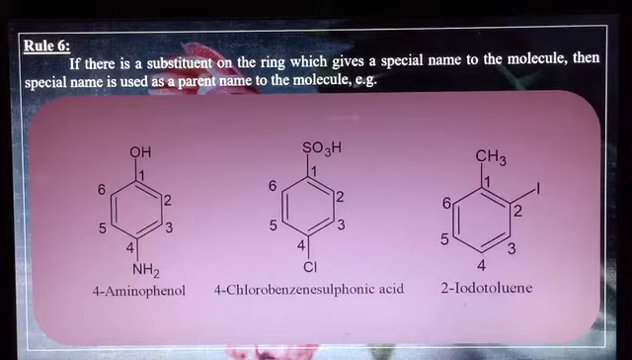 Rule 6:
If there is a substituent on the ring which gives a special name to the molecule, then
special name is used as a parent name to the molecule, e.g.
OH
1
6
2
5
3
4
NH2
4-Aminophenol
SO3H
1
6
2
5
3
4
Cl
4-Chlorobenzenesulphonic acid
CH3
1
6
I
2
5
3
4
2-Iodotoluene